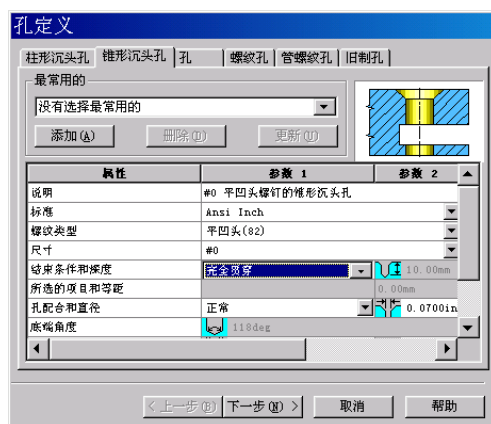 孔定义
柱形沉头孔 锥形沉头孔 孔 螺纹孔 管螺纹孔 旧制孔
最常用的
没有选择最常用的
添加(A) 删除(D) 更新(U)
属性 参数 1 参数 2
说明 #0 平凹头螺钉的锥形沉头孔
标准 Ansi Inch
螺纹类型 平凹头(82)
尺寸 #0
结束条件和深度 完全贯穿 10.00mm
所选的项目和等距 0.00mm
孔配合和直径 正常 0.0700in
底端角度 118deg
<上一步(B) 下一步(N) > 取消 帮助